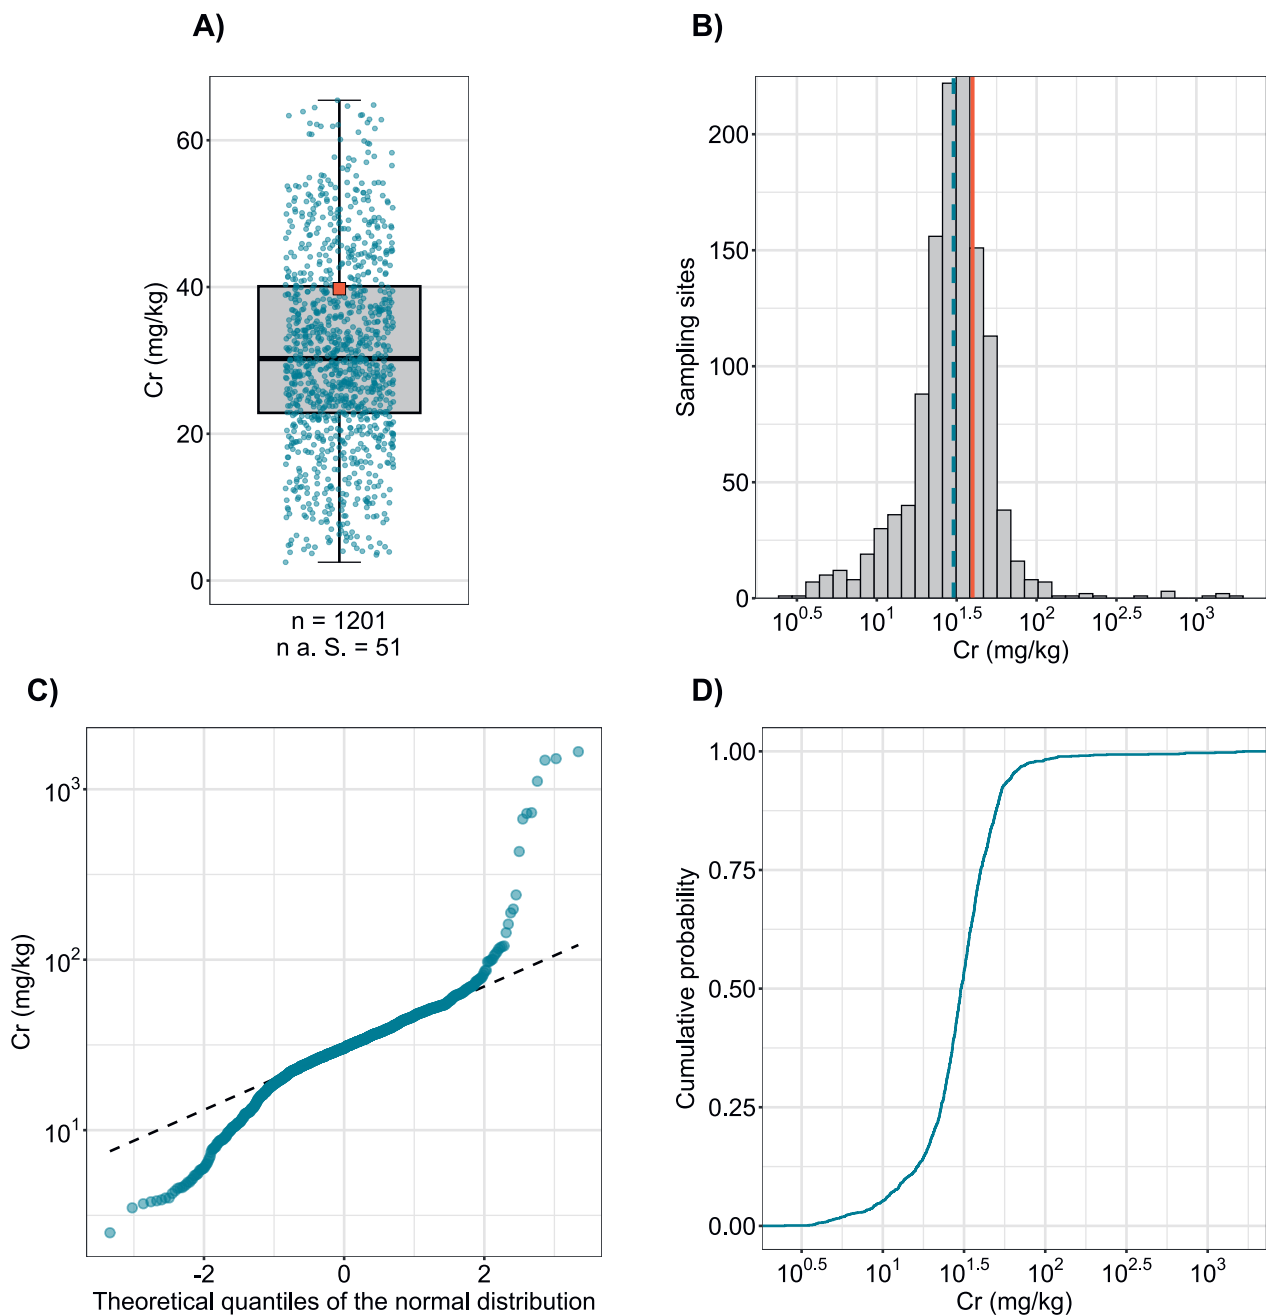 A)
Cr (mg/kg)
60
40
20
0
n = 1201
n a. S. = 51
B)
Sampling sites
200
150
100
50
0
10^0.5 10^1 10^1.5 10^2 10^2.5 10^3
Cr (mg/kg)
C)
Cr (mg/kg)
10^3
10^2
10^1
-2 0 2
Theoretical quantiles of the normal distribution
D)
Cumulative probability
1.00
0.75
0.50
0.25
0.00
10^0.5 10^1 10^1.5 10^2 10^2.5 10^3
Cr (mg/kg)